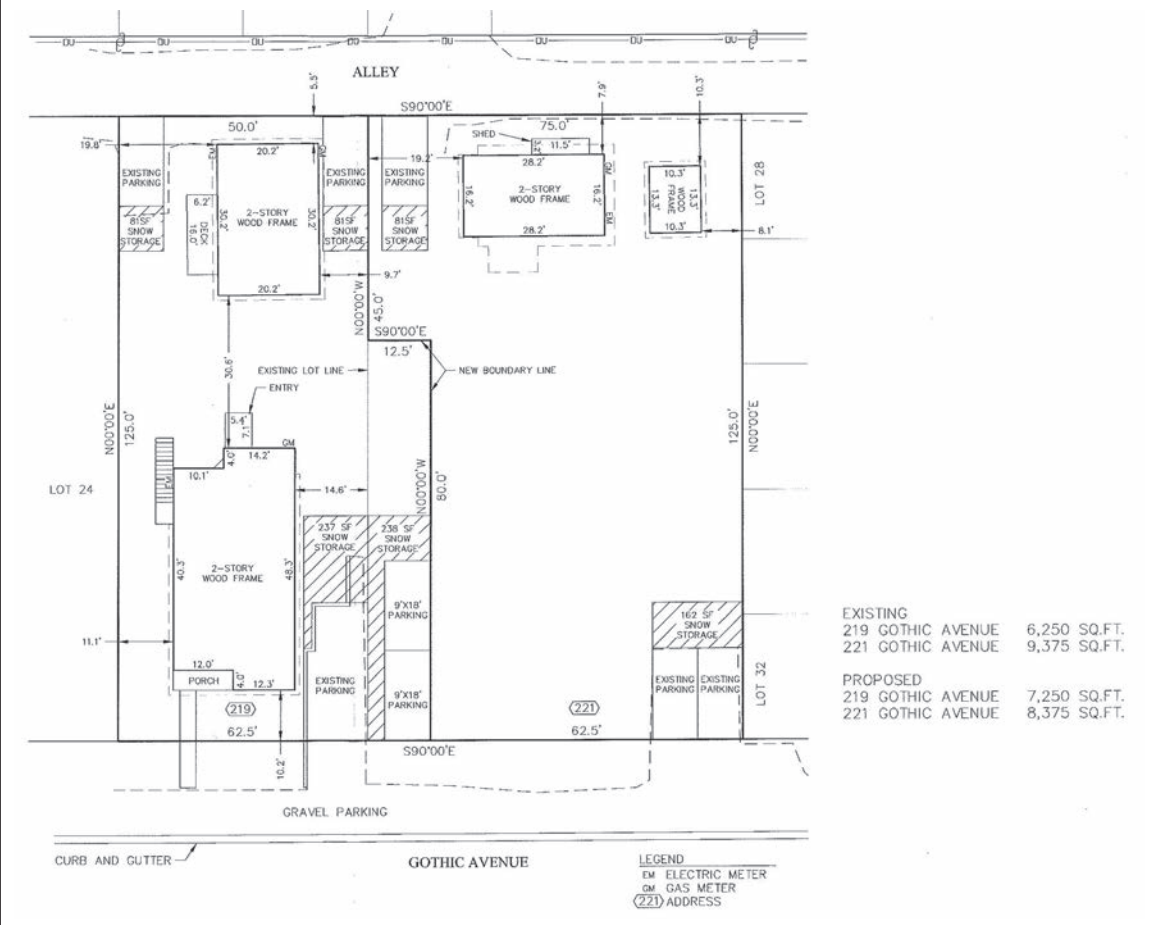 OU OU OU OU OU OU OU
ALLEY
5.5'
7.9'
10.3'
S90°00'E
50.0'
75.0'
SHED
11.5'
3.2'
19.8'
EM
20.2'
GM
19.2'
28.2'
GM
10.3'
EXISTING
PARKING
EXISTING
PARKING
EXISTING
PARKING
6.2'
30.2'
2-STORY
WOOD FRAME
30.2'
16.2'
2-STORY
WOOD FRAME
16.2'
EM
13.3'
WOOD
FRAME
13.3'
LOT 28
81SF
SNOW
STORAGE
DECK
16.0'
81SF
SNOW
STORAGE
81SF
SNOW
STORAGE
28.2'
10.3'
8.1'
9.7'
20.2'
N00°00'W
45.0'
S90°00'E
12.5'
30.6'
EXISTING LOT LINE
NEW BOUNDARY LINE
ENTRY
N00°00'E
125.0'
5.4'
7.1'
125.0'
N00°00'E
GM
4.0'
14.2'
10.1'
EM
LOT 24
14.6'
N00°00'W
80.0'
237 SF
SNOW
STORAGE
238 SF
SNOW
STORAGE
40.3'
2-STORY
WOOD FRAME
48.3'
9'X18'
PARKING
162 SF
SNOW
STORAGE
EXISTING
219 GOTHIC AVENUE 6,250 SQ.FT.
221 GOTHIC AVENUE 9,375 SQ.FT.
11.1'
12.0'
PORCH
4.0'
12.3'
EXISTING
PARKING
9'X18'
PARKING
EXISTING
PARKING
EXISTING
PARKING
LOT 32
PROPOSED
219 GOTHIC AVENUE 7,250 SQ.FT.
221 GOTHIC AVENUE 8,375 SQ.FT.
219
221
62.5'
62.5'
S90°00'E
10.2'
GRAVEL PARKING
CURB AND GUTTER
GOTHIC AVENUE
LEGEND
EM ELECTRIC METER
GM GAS METER
221 ADDRESS